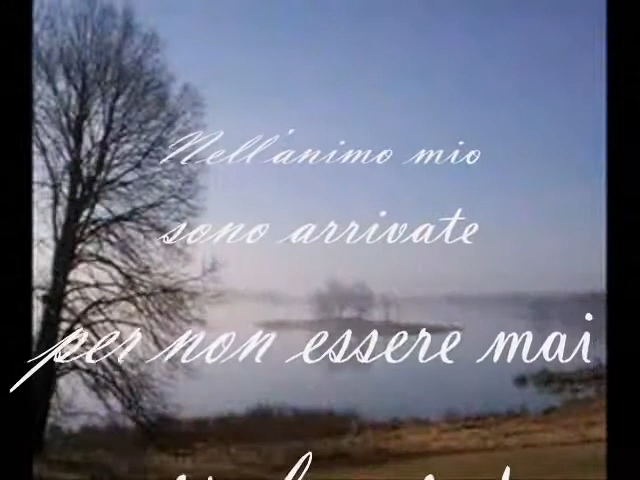 Nell'animo mio
sono arrivate
per non essere mai